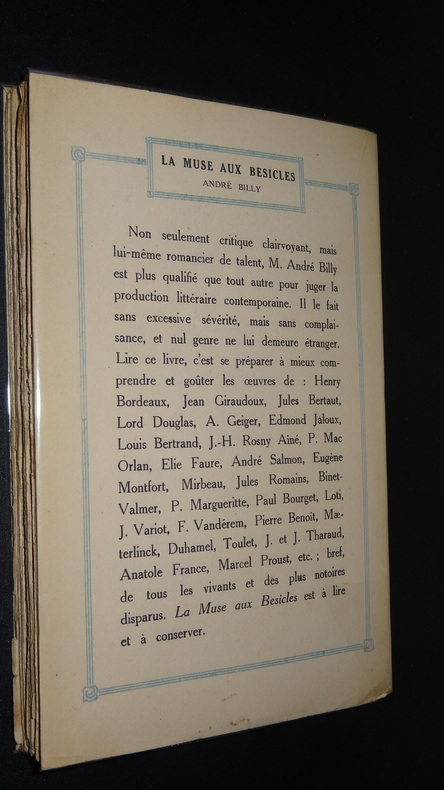 LA MUSE AUX BESICLES
ANDRÉ BILLY
Non seulement critique clairvoyant, mais
lui-même romancier de talent, M. André Billy
est plus qualifié que tout autre pour juger la
production littéraire contemporaine. Il le fait
sans excessive sévérité, mais sans complai-
sance, et nul genre ne lui demeure étranger.
Lire ce livre, c'est se préparer à mieux com-
prendre et goûter les œuvres de : Henry
Bordeaux, Jean Giraudoux, Jules Bertaut,
Lord Douglas, A. Geiger, Edmond Jaloux,
Louis Bertrand, J.-H. Rosny Ainé, P. Mac
Orlan, Elie Faure, André Salmon, Eugène
Montfort, Mirbeau, Jules Romains, Binet-
Valmer, P. Margueritte, Paul Bourget, Loti,
J. Variot, F. Vandérem, Pierre Benoit, Mæ-
terlinck, Duhamel, Toulet, J. et J. Tharaud,
Anatole France, Marcel Proust, etc. ; bref,
de tous les vivants et des plus notoires
disparus. La Muse aux Besicles est à lire
et à conserver.